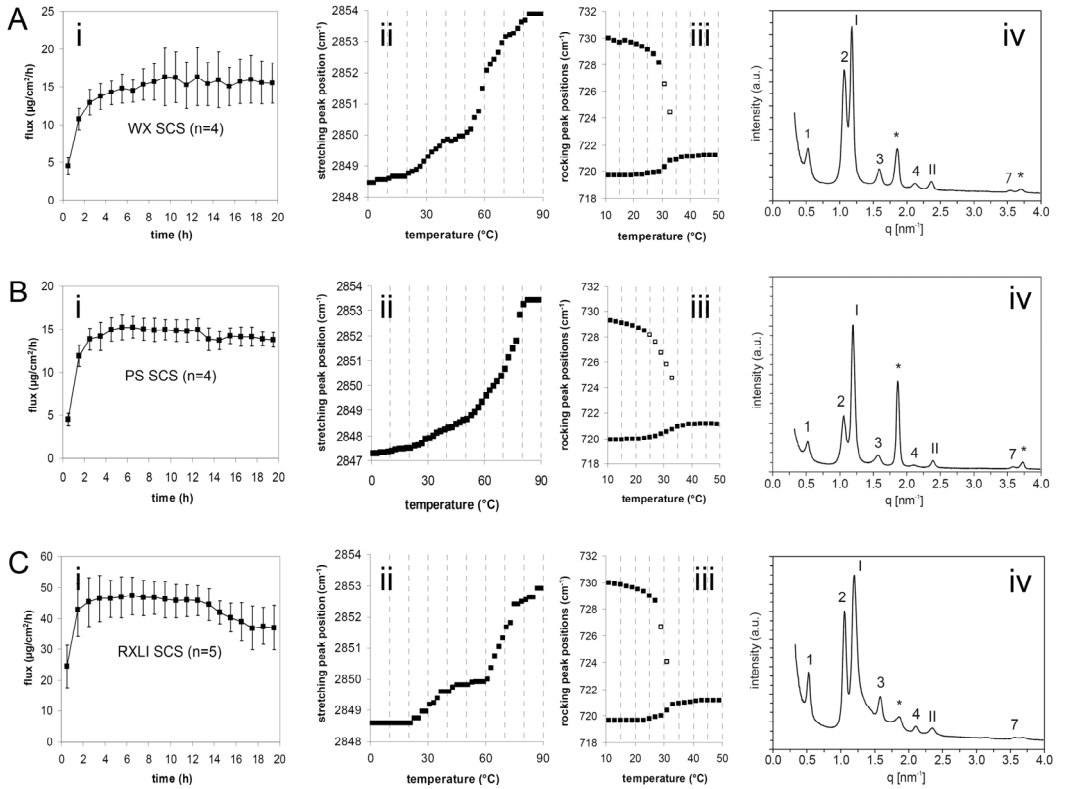 A
i
flux (µg/cm²/h)
25
20
15
10
5
0
WX SCS (n=4)
0 2 4 6 8 10 12 14 16 18 20
time (h)
ii
stretching peak position (cm⁻¹)
2854
2853
2852
2851
2850
2849
2848
0 30 60 90
temperature (°C)
iii
rocking peak positions (cm⁻¹)
732
730
728
726
724
722
720
718
10 20 30 40 50
temperature (°C)
iv
intensity (a.u.)
1 2 I 3 * 4 II 7 *
0.0 0.5 1.0 1.5 2.0 2.5 3.0 3.5 4.0
q [nm⁻¹]
B
i
flux (µg/cm²/h)
20
15
10
5
0
PS SCS (n=4)
0 2 4 6 8 10 12 14 16 18 20
time (h)
ii
stretching peak position (cm⁻¹)
2854
2853
2852
2851
2850
2849
2848
2847
0 30 60 90
temperature (°C)
iii
rocking peak positions (cm⁻¹)
732
730
728
726
724
722
720
718
10 20 30 40 50
temperature (°C)
iv
intensity (a.u.)
1 2 I 3 * 4 II 7 *
0.0 0.5 1.0 1.5 2.0 2.5 3.0 3.5 4.0
q [nm⁻¹]
C
i
flux (µg/cm²/h)
60
50
40
30
20
10
0
RXLI SCS (n=5)
0 2 4 6 8 10 12 14 16 18 20
time (h)
ii
stretching peak position (cm⁻¹)
2854
2853
2852
2851
2850
2849
2848
0 30 60 90
temperature (°C)
iii
rocking peak positions (cm⁻¹)
732
730
728
726
724
722
720
718
10 20 30 40 50
temperature (°C)
iv
intensity (a.u.)
1 2 I 3 * 4 II 7
0.0 0.5 1.0 1.5 2.0 2.5 3.0 3.5 4.0
q [nm⁻¹]